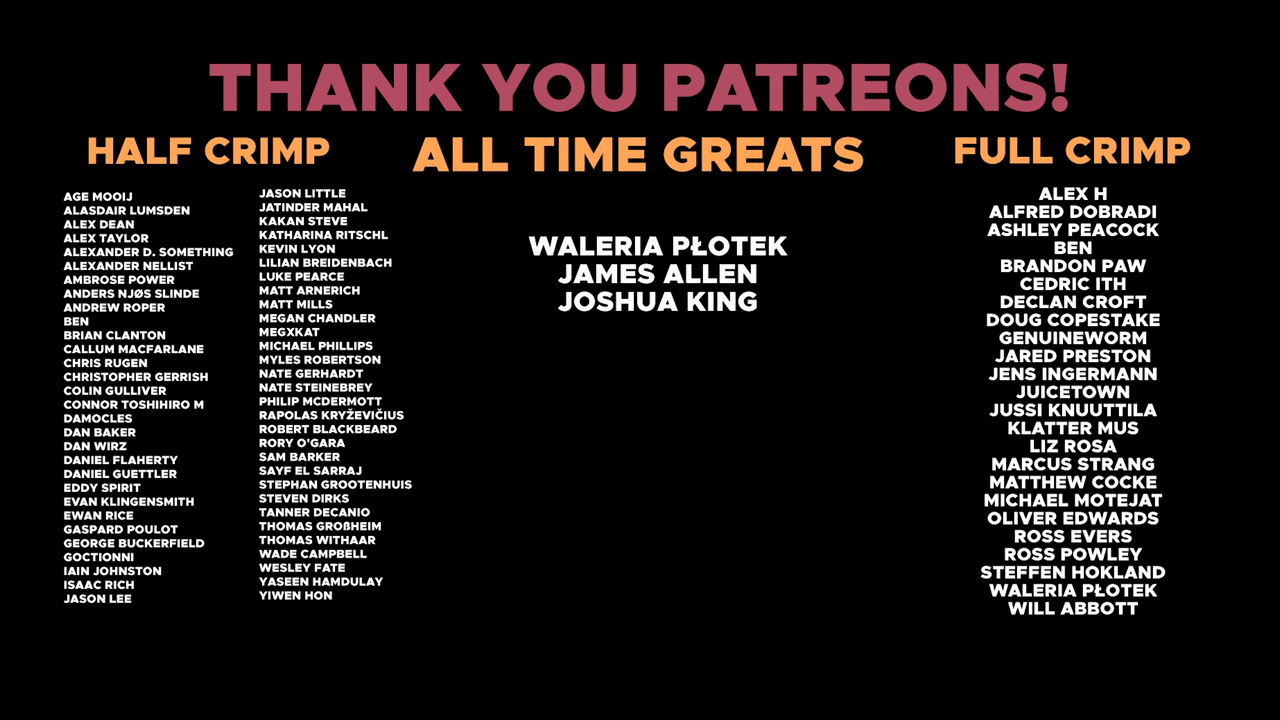 THANK YOU PATREONS!
HALF CRIMP
AGE MOOIJ
ALASDAIR LUMSDEN
ALEX DEAN
ALEX TAYLOR
ALEXANDER D. SOMETHING
ALEXANDER NELLIST
AMBROSE POWER
ANDERS NJØS SLINDE
ANDREW ROPER
BEN
BRIAN CLANTON
CALLUM MACFARLANE
CHRIS RUGEN
CHRISTOPHER GERRISH
COLIN GULLIVER
CONNOR TOSHIHIRO M
DAMOCLES
DAN BAKER
DAN WIRZ
DANIEL FLAHERTY
DANIEL GUETTLER
EDDY SPIRIT
EVAN KLINGENSMITH
EWAN RICE
GASPARD POULOT
GEORGE BUCKERFIELD
GOCTIONNI
IAIN JOHNSTON
ISAAC RICH
JASON LEE
JASON LITTLE
JATINDER MAHAL
KAKAN STEVE
KATHARINA RITSCHL
KEVIN LYON
LILIAN BREIDENBACH
LUKE PEARCE
MATT ARNERICH
MATT MILLS
MEGAN CHANDLER
MEGXKAT
MICHAEL PHILLIPS
MYLES ROBERTSON
NATE GERHARDT
NATE STEINEBREY
PHILIP MCDERMOTT
RAPOLAS KRYŽEVIČIUS
ROBERT BLACKBEARD
RORY O'GARA
SAM BARKER
SAYF EL SARRAJ
STEPHAN GROOTENHUIS
STEVEN DIRKS
TANNER DECANIO
THOMAS GROßHEIM
THOMAS WITHAAR
WADE CAMPBELL
WESLEY FATE
YASEEN HAMDULAY
YIWEN HON
ALL TIME GREATS
WALERIA PŁOTEK
JAMES ALLEN
JOSHUA KING
FULL CRIMP
ALEX H
ALFRED DOBRADI
ASHLEY PEACOCK
BEN
BRANDON PAW
CEDRIC ITH
DECLAN CROFT
DOUG COPESTAKE
GENUINEWORM
JARED PRESTON
JENS INGERMANN
JUICETOWN
JUSSI KNUUTTILA
KLATTER MUS
LIZ ROSA
MARCUS STRANG
MATTHEW COCKE
MICHAEL MOTEJAT
OLIVER EDWARDS
ROSS EVERS
ROSS POWLEY
STEFFEN HOKLAND
WALERIA PŁOTEK
WILL ABBOTT